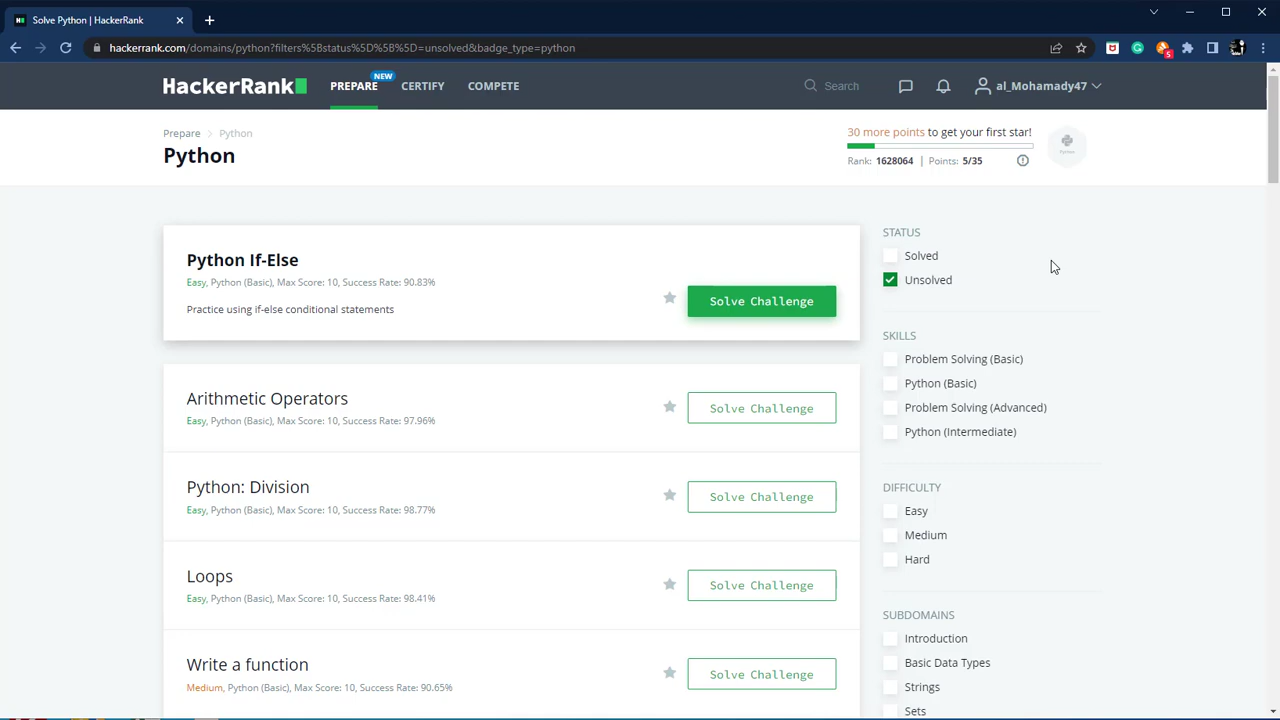 Solve Python | HackerRank
hackerrank.com/domains/python?filters%5Bstatus%5D%5B%5D=unsolved&badge_type=python
5
HackerRank
PREPARE
NEW
CERTIFY
COMPETE
Search
al_Mohamady47
Prepare > Python
Python
30 more points to get your first star!
Rank: 1628064 | Points: 5/35
Python
Python If-Else
Easy, Python (Basic), Max Score: 10, Success Rate: 90.83%
Practice using if-else conditional statements
Solve Challenge
Arithmetic Operators
Easy, Python (Basic), Max Score: 10, Success Rate: 97.96%
Solve Challenge
Python: Division
Easy, Python (Basic), Max Score: 10, Success Rate: 98.77%
Solve Challenge
Loops
Easy, Python (Basic), Max Score: 10, Success Rate: 98.41%
Solve Challenge
Write a function
Medium, Python (Basic), Max Score: 10, Success Rate: 90.65%
Solve Challenge
STATUS
Solved
Unsolved
SKILLS
Problem Solving (Basic)
Python (Basic)
Problem Solving (Advanced)
Python (Intermediate)
DIFFICULTY
Easy
Medium
Hard
SUBDOMAINS
Introduction
Basic Data Types
Strings
Sets